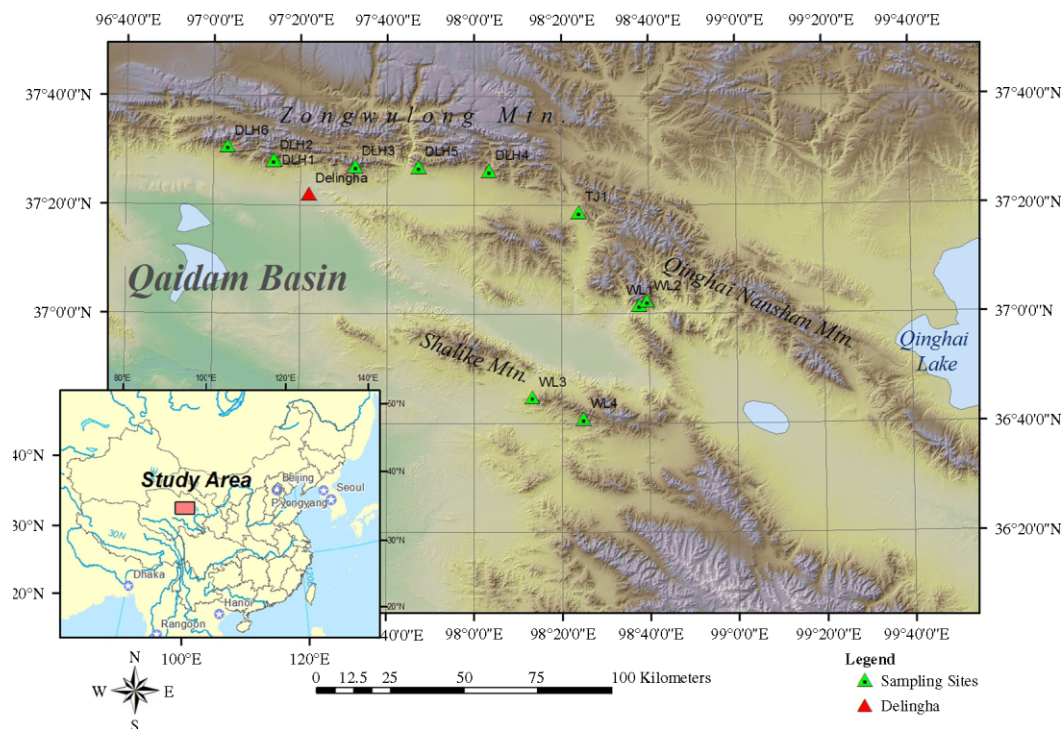 96°40'0"E 97°0'0"E 97°20'0"E 97°40'0"E 98°0'0"E 98°20'0"E 98°40'0"E 99°0'0"E 99°20'0"E 99°40'0"E
37°40'0"N 37°40'0"N
Zongwulong Mtn.
DLH6
DLH2
DLH1 DLH3 DLH5 DLH4
Delingha
TJ1
37°20'0"N 37°20'0"N
Qaidam Basin
Qinghai Nanshan Mtn.
WL1 WL2
37°0'0"N 37°0'0"N
Shalike Mtn.
Qinghai
Lake
WL3
WL4
36°40'0"N
36°20'0"N
80°E 100°E 120°E 140°E
50°N
40°N 40°N
Study Area
Beijing
Seoul
Pyongyang
30°N 30°N
30N
120E
Dhaka
20°N 20°N
Hanoi
Rangoon
100°E 120°E
40'0"E 98°0'0"E 98°20'0"E 98°40'0"E 99°0'0"E 99°20'0"E 99°40'0"E
N
W E
S
0 12.5 25 50 75 100 Kilometers
Legend
Sampling Sites
Delingha